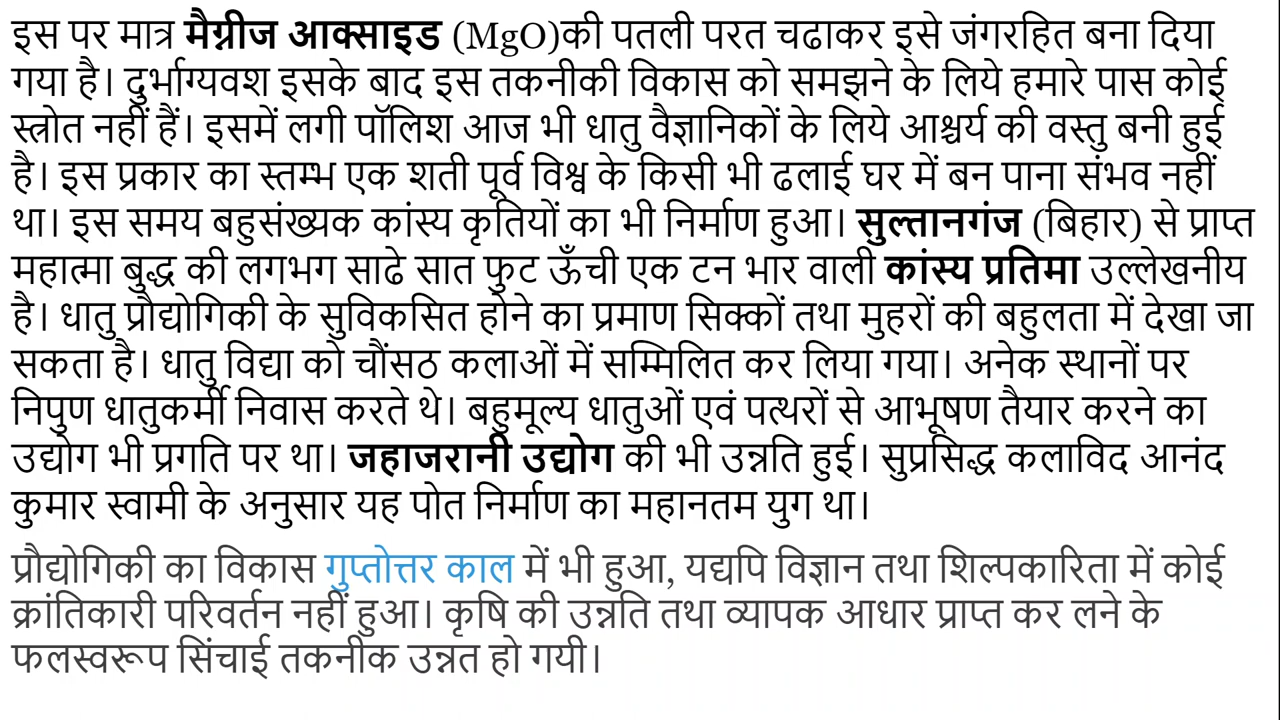 इस पर मात्र मैग्नीज आक्साइड (MgO)की पतली परत चढाकर इसे जंगरहित बना दिया
गया है। दुर्भाग्यवश इसके बाद इस तकनीकी विकास को समझने के लिये हमारे पास कोई
स्त्रोत नहीं हैं। इसमें लगी पॉलिश आज भी धातु वैज्ञानिकों के लिये आश्चर्य की वस्तु बनी हुई
है। इस प्रकार का स्तम्भ एक शती पूर्व विश्व के किसी भी ढलाई घर में बन पाना संभव नहीं
था। इस समय बहुसंख्यक कांस्य कृतियों का भी निर्माण हुआ। सुल्तानगंज (बिहार) से प्राप्त
महात्मा बुद्ध की लगभग साढे सात फुट ऊँची एक टन भार वाली कांस्य प्रतिमा उल्लेखनीय
है। धातु प्रौद्योगिकी के सुविकसित होने का प्रमाण सिक्कों तथा मुहरों की बहुलता में देखा जा
सकता है। धातु विद्या को चौंसठ कलाओं में सम्मिलित कर लिया गया। अनेक स्थानों पर
निपुण धातुकर्मी निवास करते थे। बहुमूल्य धातुओं एवं पत्थरों से आभूषण तैयार करने का
उद्योग भी प्रगति पर था। जहाजरानी उद्योग की भी उन्नति हुई। सुप्रसिद्ध कलाविद आनंद
कुमार स्वामी के अनुसार यह पोत निर्माण का महानतम युग था।
प्रौद्योगिकी का विकास गुप्तोत्तर काल में भी हुआ, यद्यपि विज्ञान तथा शिल्पकारिता में कोई
क्रांतिकारी परिवर्तन नहीं हुआ। कृषि की उन्नति तथा व्यापक आधार प्राप्त कर लने के
फलस्वरूप सिंचाई तकनीक उन्नत हो गयी।